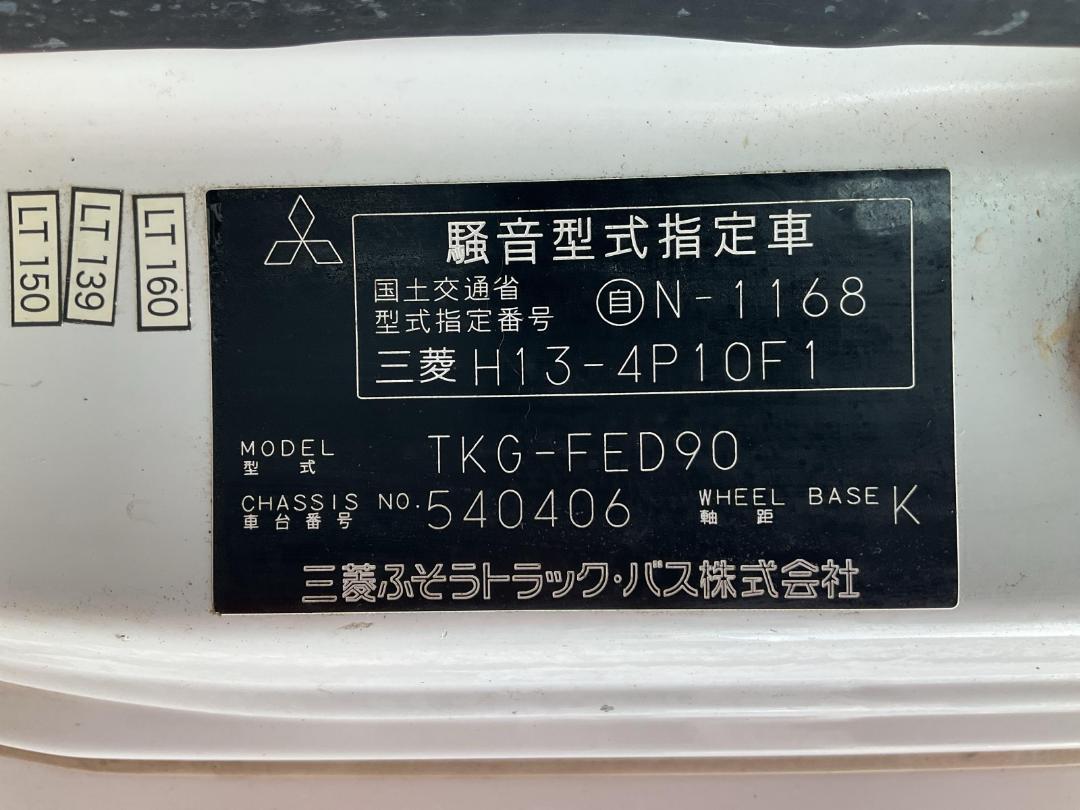 LT 150
LT 139
LT 160
騒音型式指定車
国土交通省
型式指定番号 自N-1168
三菱 H13-4P10F1
MODEL TKG-FED90
型式
CHASSIS NO. 540406 WHEEL BASE K
車台番号 軸距
三菱ふそうトラック・バス株式会社